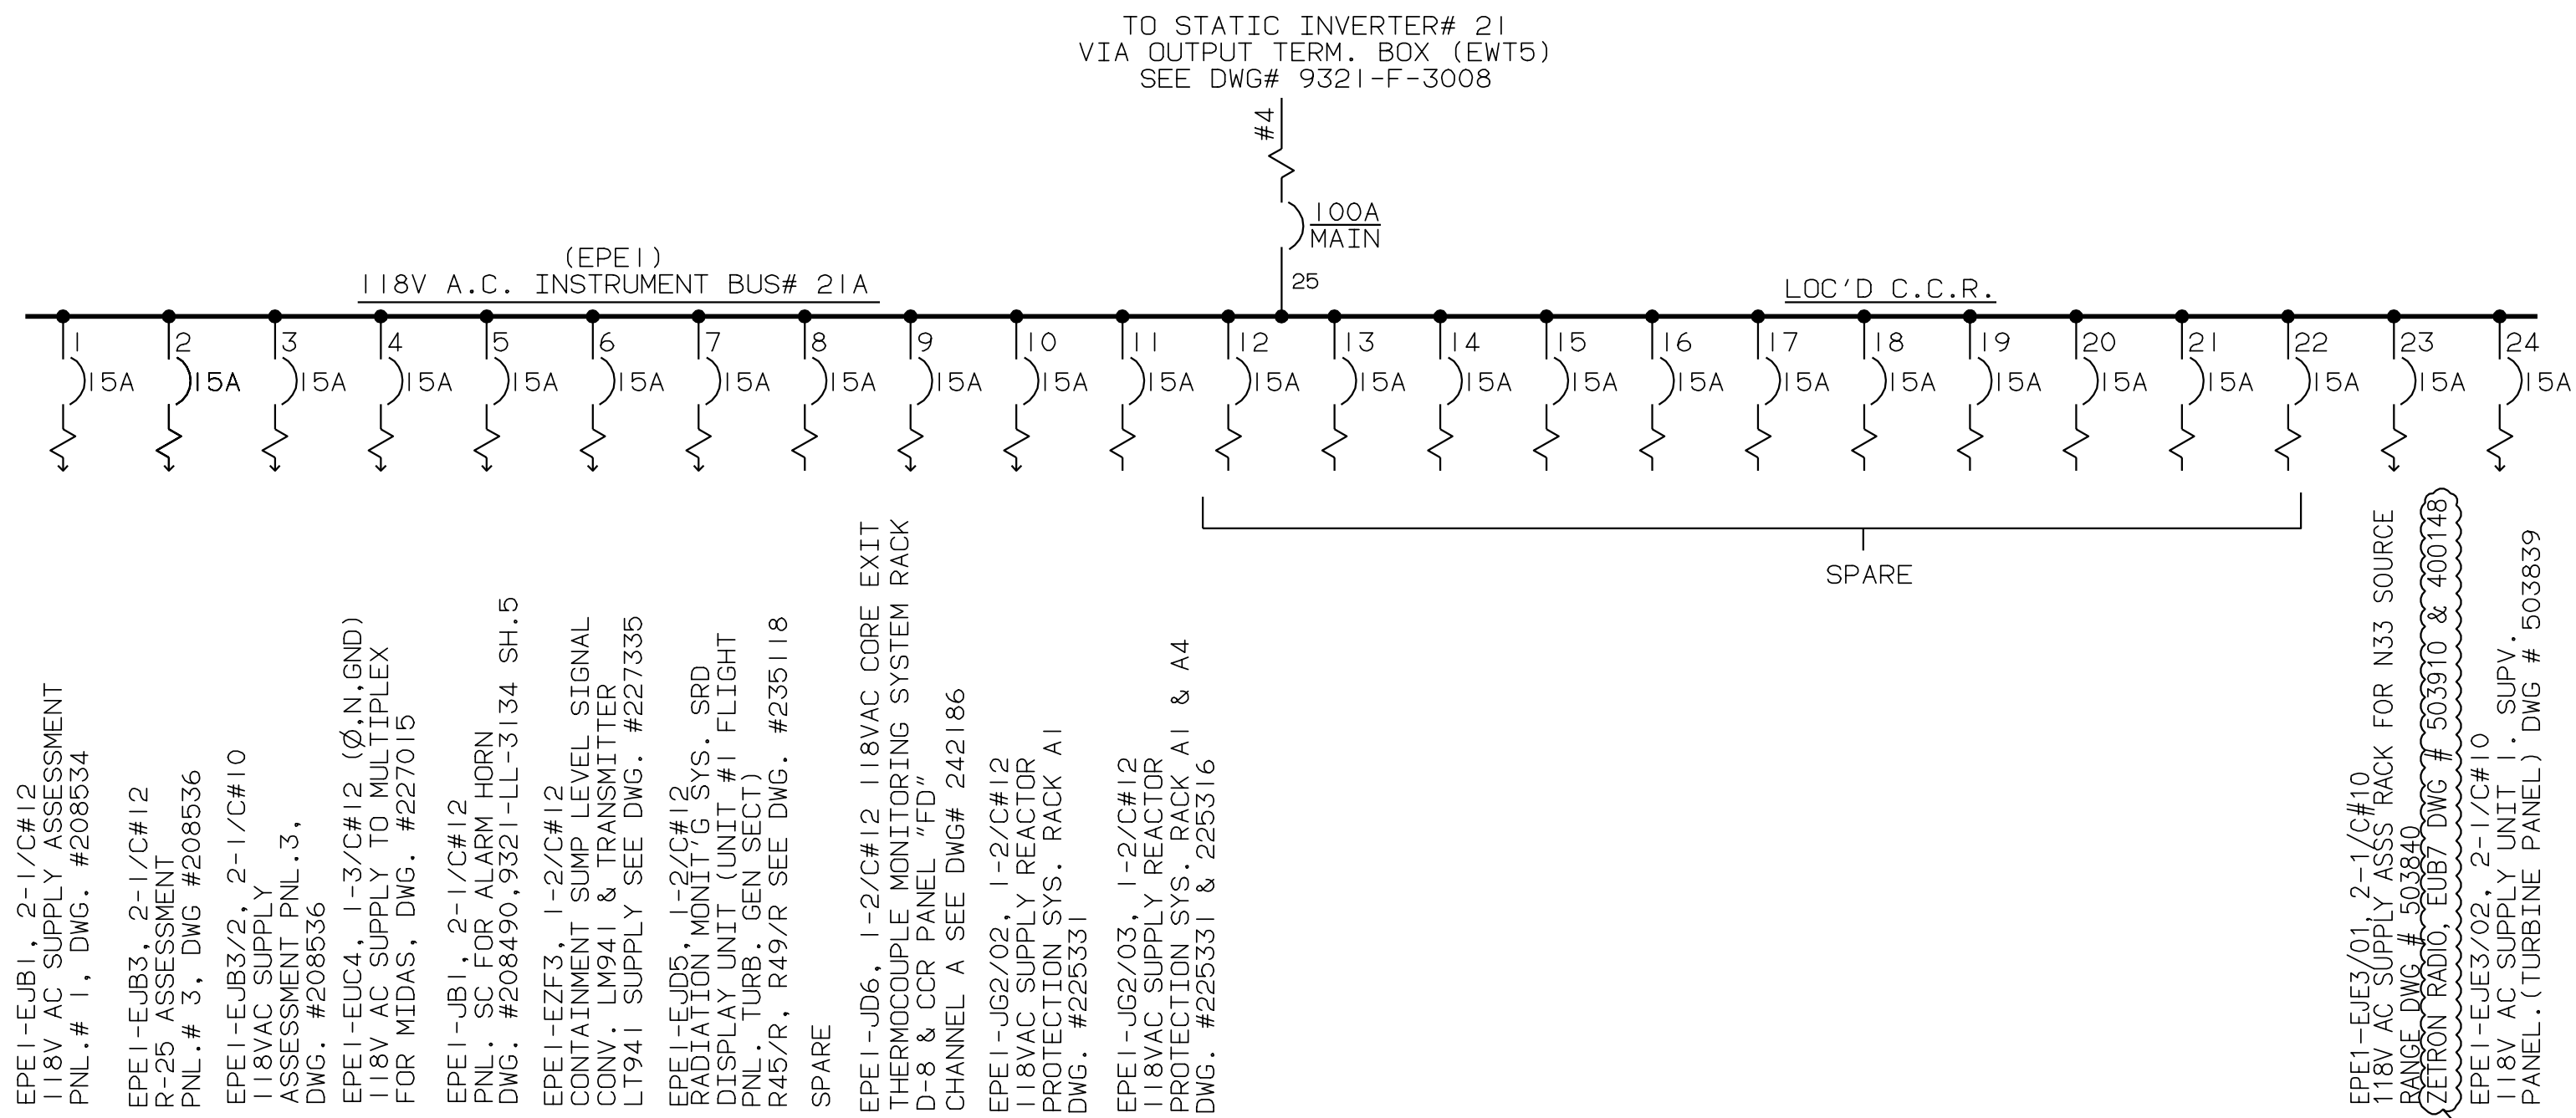 TO STATIC INVERTER# 21
VIA OUTPUT TERM. BOX (EWT5)
SEE DWG# 9321-F-3008
#4
100A
MAIN
25
(EPE1)
118V A.C. INSTRUMENT BUS# 21A
LOC'D C.C.R.
1 2 3 4 5 6 7 8 9 10 11 12 13 14 15 16 17 18 19 20 21 22 23 24
15A 15A 15A 15A 15A 15A 15A 15A 15A 15A 15A 15A 15A 15A 15A 15A 15A 15A 15A 15A 15A 15A 15A 15A
EPE1-EJB1, 2-1/C#12
118V AC SUPPLY ASSESSMENT
PNL.# 1, DWG. #208534
EPE1-EJB3, 2-1/C#12
R-25 ASSESSMENT
PNL.# 3, DWG #208536
EPE1-EJB3/2, 2-1/C#10
118VAC SUPPLY
ASSESSMENT PNL.3,
DWG. #208536
EPE1-EUC4, 1-3/C#12 (Ø,N,GND)
118V AC SUPPLY TO MULTIPLEX
FOR MIDAS, DWG. #227015
EPE1-JB1, 2-1/C#12
PNL. SC FOR ALARM HORN
DWG. #208490,9321-LL-3134 SH.5
EPE1-EZF3, 1-2/C#12
CONTAINMENT SUMP LEVEL SIGNAL
CONV. LM941 & TRANSMITTER
LT941 SUPPLY SEE DWG. #227335
EPE1-EJD5, 1-2/C#12
RADIATION MONIT'G SYS. SRD
DISPLAY UNIT (UNIT #1 FLIGHT
PNL. TURB. GEN SECT)
R45/R, R49/R SEE DWG. #235118
SPARE
EPE1-JD6, 1-2/C#12 118VAC CORE EXIT
THERMOCOUPLE MONITORING SYSTEM RACK
D-8 & CCR PANEL "FD"
CHANNEL A SEE DWG# 242186
EPE1-JG2/02, 1-2/C#12
118VAC SUPPLY REACTOR
PROTECTION SYS. RACK A1
DWG. #225331
EPE1-JG2/03, 1-2/C#12
118VAC SUPPLY REACTOR
PROTECTION SYS. RACK A1 & A4
DWG. #225331 & 225316
SPARE
EPE1-EJE3/01, 2-1/C#10
118V AC SUPPLY ASSS RACK FOR N33 SOURCE
RANGE DWG # 503840
ZETRON RADIO, EUB7 DWG # 503910 & 400148
EPE1-EJE3/02, 2-1/C#10
118V AC SUPPLY UNIT 1. SUPV.
PANEL.(TURBINE PANEL) DWG # 503839